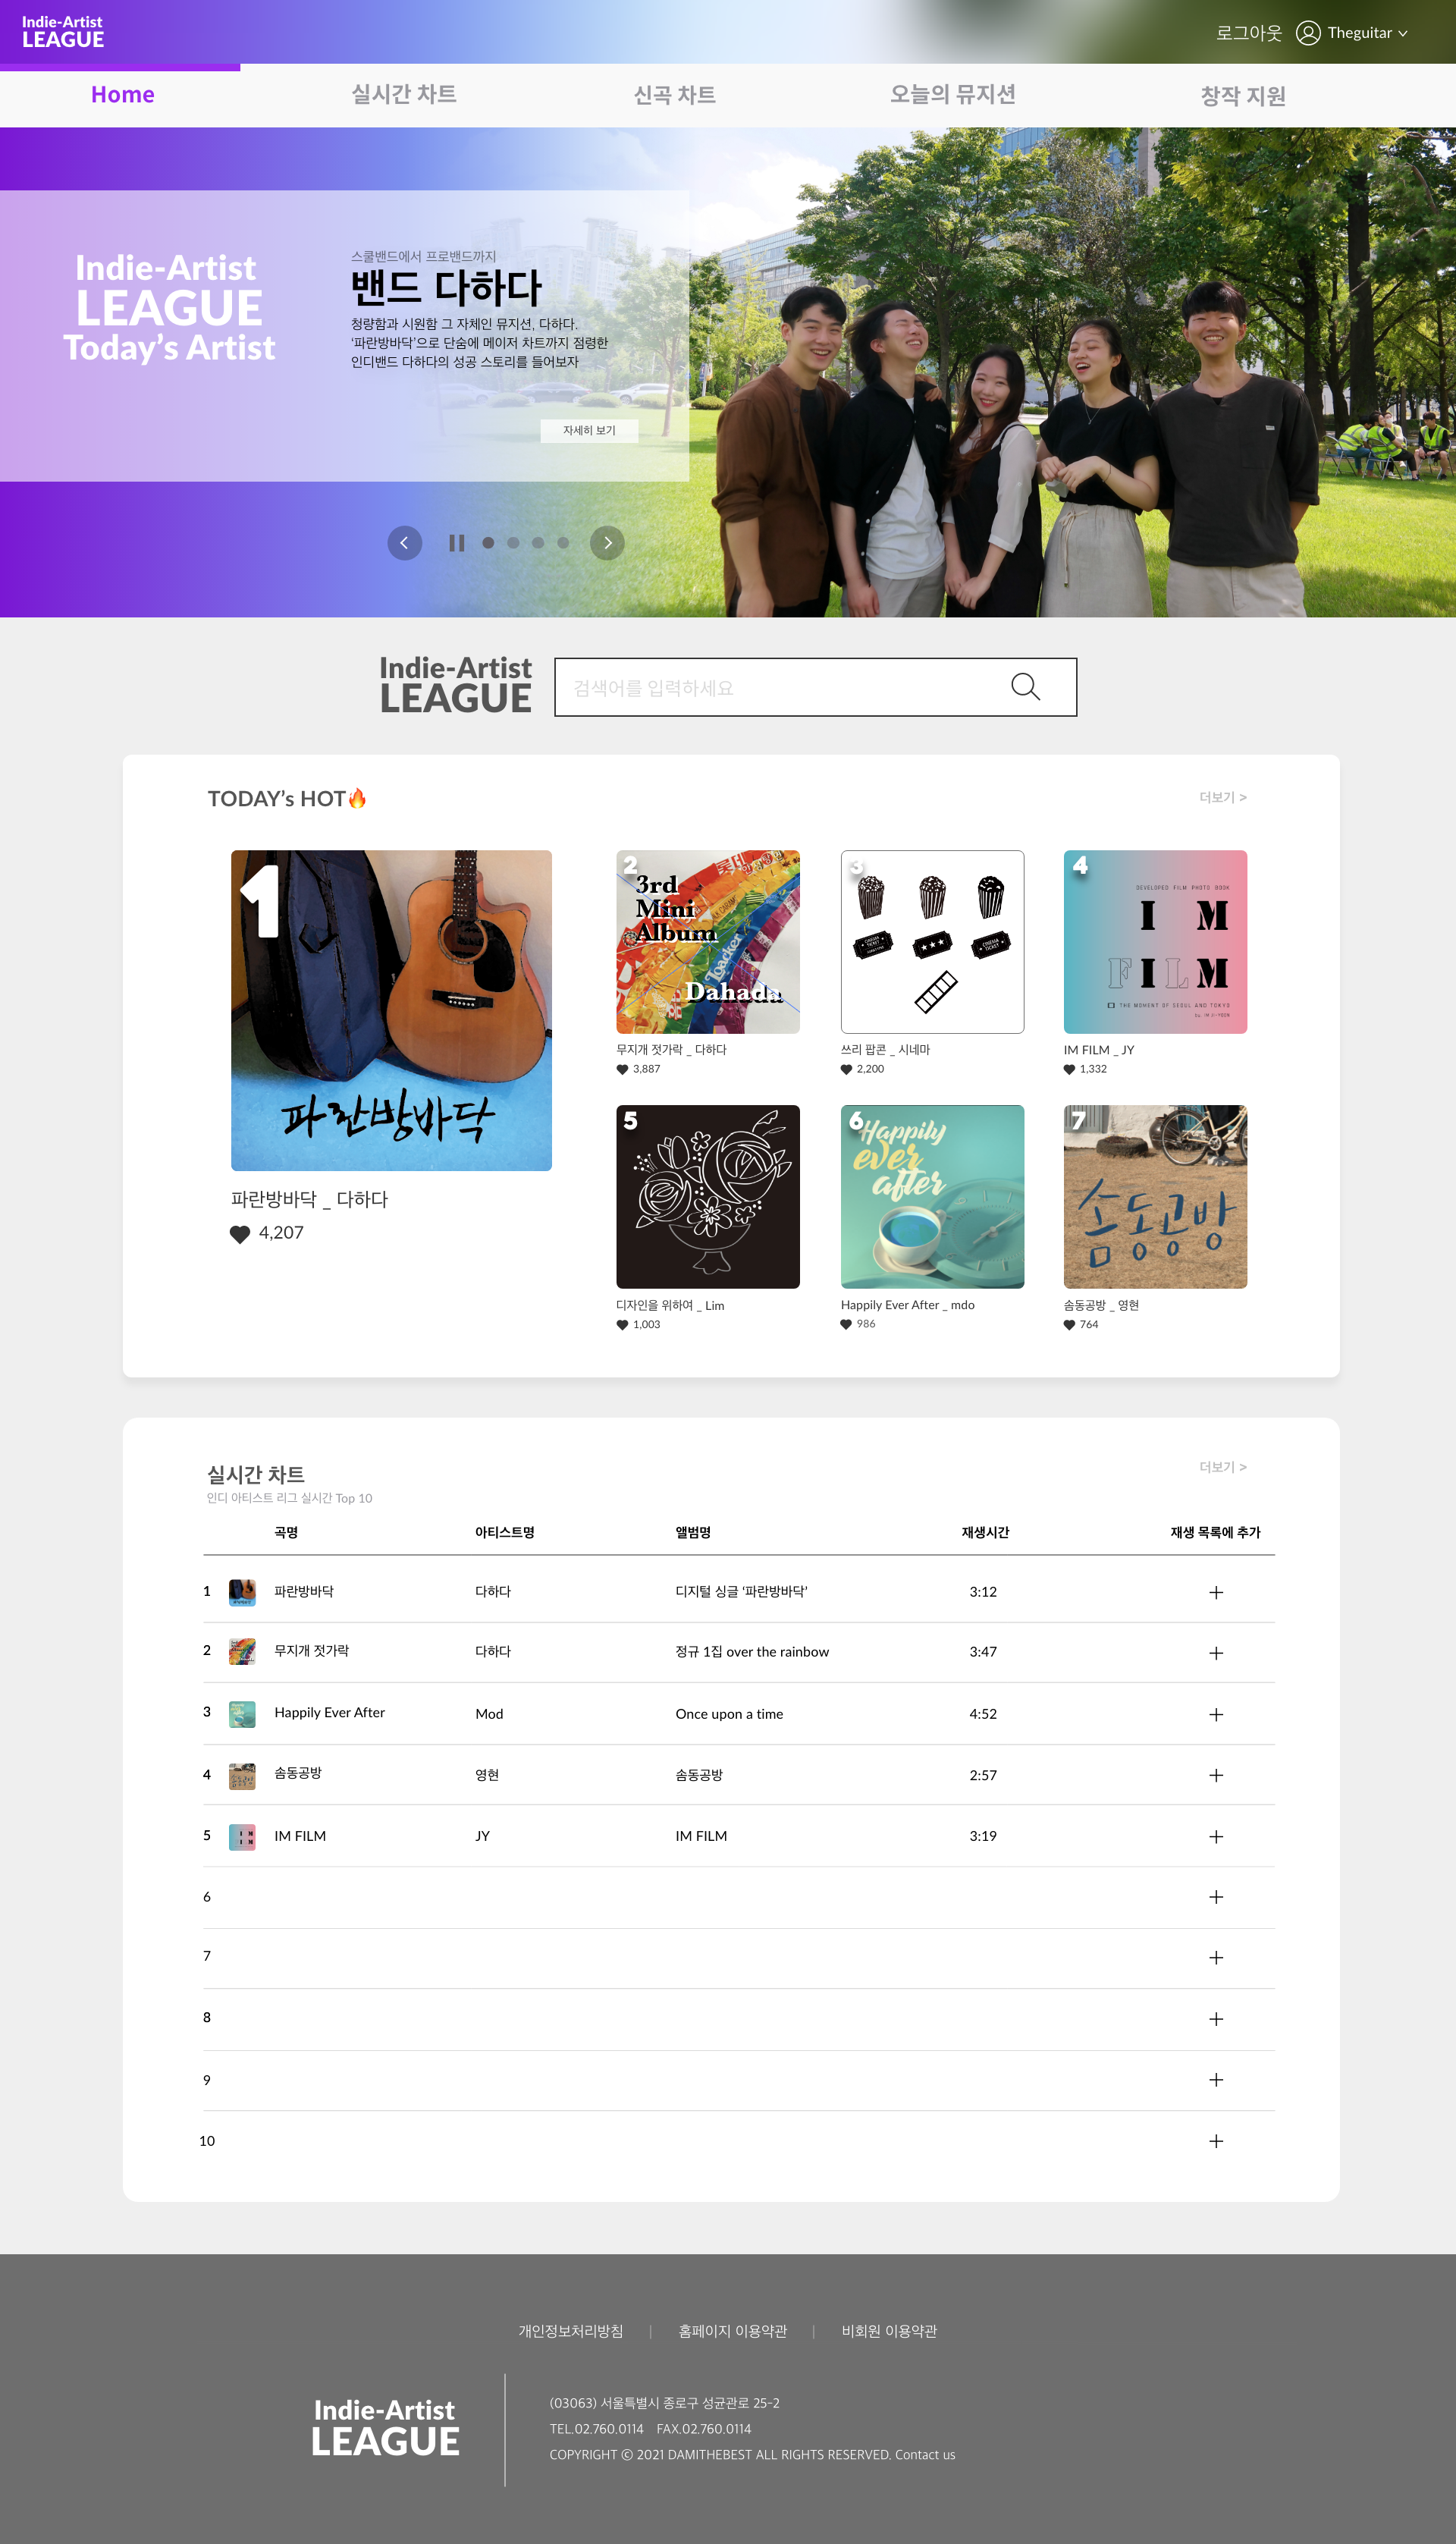 Indie-Artist
LEAGUE
로그아웃 Theguitar
Home 실시간 차트 신곡 차트 오늘의 뮤지션 창작 지원
Indie-Artist
LEAGUE
Today's Artist
스쿨밴드에서 프로밴드까지
밴드 다하다
청량함과 시원함 그 자체인 뮤지션, 다하다.
‘파란방바닥’으로 단숨에 메이저 차트까지 점령한
인디밴드 다하다의 성공 스토리를 들어보자
자세히 보기
Indie-Artist
LEAGUE
검색어를 입력하세요
TODAY’s HOT🔥
더보기 >
1
파란방바닥
파란방바닥 _ 다하다
4,207
2
3rd
Mini
Album
Loacker
Dahada
무지개 젓가락 _ 다하다
3,887
3
CINEMA
TICKET
CINEMA
TICKET
쓰리 팝콘 _ 시네마
2,200
4
DEVELOPED FILM PHOTO BOOK
I M
FILM
THE MOMENT OF SEOUL AND TOKYO
IM FILM _ JY
1,332
5
디자인을 위하여 _ Lim
1,003
6
Happily
ever
after
Happily Ever After _ mdo
986
7
솜동공방
솜동공방 _ 영현
764
실시간 차트
더보기 >
인디 아티스트 리그 실시간 Top 10
곡명 아티스트명 앨범명 재생시간 재생 목록에 추가
1 파란방바닥 다하다 디지털 싱글 ‘파란방바닥’ 3:12 +
2 무지개 젓가락 다하다 정규 1집 over the rainbow 3:47 +
3 Happily Ever After Mod Once upon a time 4:52 +
4 솜동공방 영현 솜동공방 2:57 +
5 IM FILM JY IM FILM 3:19 +
6 +
7 +
8 +
9 +
10 +
개인정보처리방침 | 홈페이지 이용약관 | 비회원 이용약관
Indie-Artist
LEAGUE
(03063) 서울특별시 종로구 성균관로 25-2
TEL.02.760.0114 FAX.02.760.0114
COPYRIGHT ⓒ 2021 DAMITHEBEST ALL RIGHTS RESERVED. Contact us